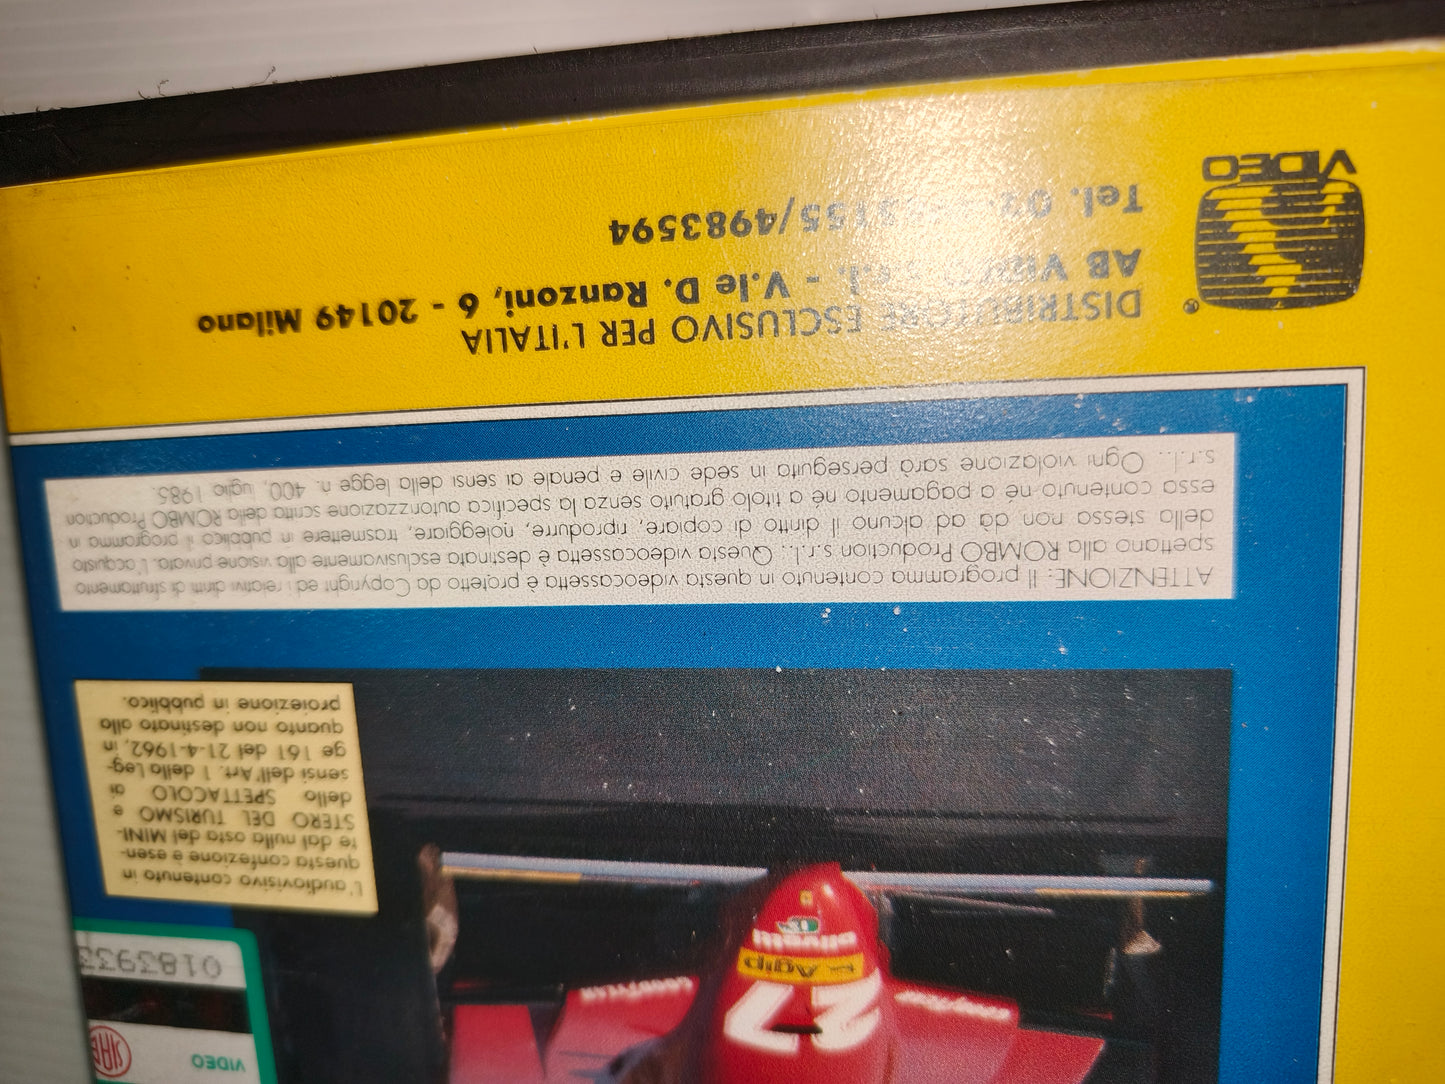 VIDEO
27
Agip
olivetti
GOODYEAR
GOODYEAR
VIDEO
SIAE
0183933
L'audiovisivo contenuto in
questa confezione è esen-
te dal nulla osta del MINI-
STERO DEL TURISMO e
dello SPETTACOLO ai
sensi dell'Art. 1 della Leg-
ge 161 del 21-4-1962, in
quanto non destinato alla
proiezione in pubblico.
ATTENZIONE: Il programma contenuto in questa videocassetta è protetto da Copyright ed i relativi diritti di sfruttamento
spettano alla ROMBO Production s.r.l.. Questa videocassetta è destinata esclusivamente alla visione privata. L'acquisto
della stessa non dà ad alcuno il diritto di copiare, riprodurre, noleggiare, trasmettere in pubblico il programma in
essa contenuto né a pagamento né a titolo gratuito senza la specifica autorizzazione scritta della ROMBO Production
s.r.l.. Ogni violazione sarà perseguita in sede civile e penale ai sensi della legge n. 400, luglio 1985.
DISTRIBUTORE ESCLUSIVO PER L'ITALIA
AB VIDEO s.r.l. - V.le D. Ranzoni, 6 - 20149 Milano
Tel. 02 /4983594